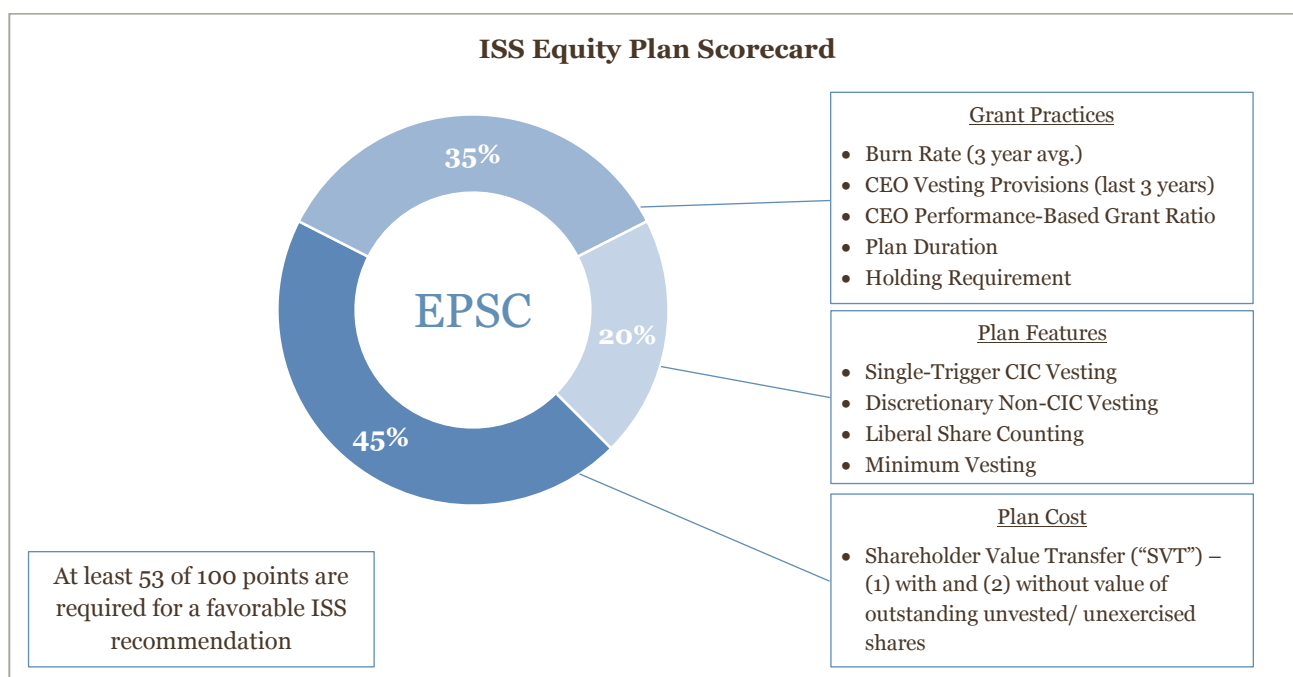 ISS Equity Plan Scorecard
35%
20%
45%
EPSC
Grant Practices
• Burn Rate (3 year avg.)
• CEO Vesting Provisions (last 3 years)
• CEO Performance-Based Grant Ratio
• Plan Duration
• Holding Requirement
Plan Features
• Single-Trigger CIC Vesting
• Discretionary Non-CIC Vesting
• Liberal Share Counting
• Minimum Vesting
Plan Cost
• Shareholder Value Transfer (“SVT”) –
(1) with and (2) without value of
outstanding unvested/ unexercised
shares
At least 53 of 100 points are
required for a favorable ISS
recommendation